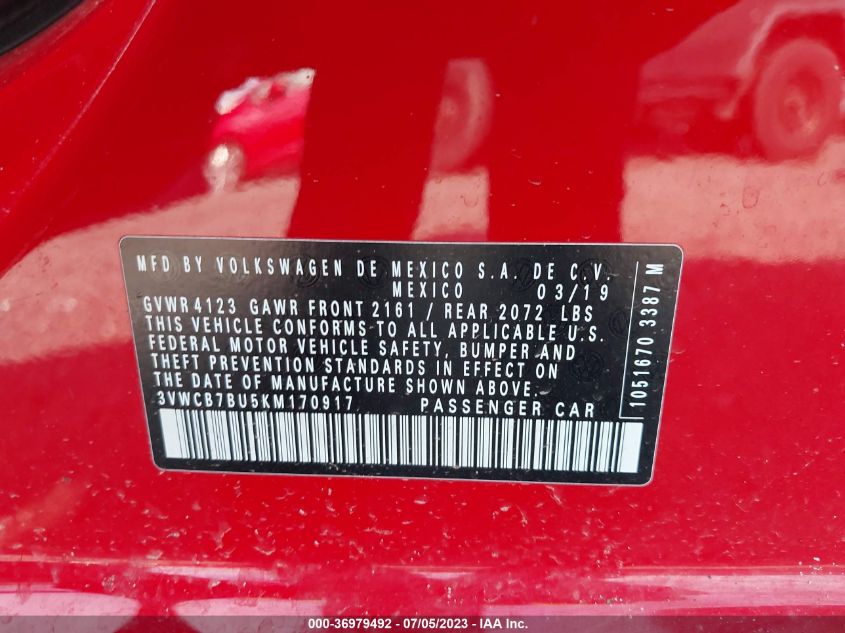 MFD BY VOLKSWAGEN DE MEXICO S.A. DE C.V.
MEXICO 03/19
GVWR 4123 GAWR FRONT 2161 / REAR 2072 LBS
THIS VEHICLE CONFORMS TO ALL APPLICABLE U.S.
FEDERAL MOTOR VEHICLE SAFETY, BUMPER AND
THEFT PREVENTION STANDARDS IN EFFECT ON
THE DATE OF MANUFACTURE SHOWN ABOVE.
3VWCB7BU5KM170917 PASSENGER CAR
1051670 3387 M
000-36979492 - 07/05/2023 - IAA Inc.